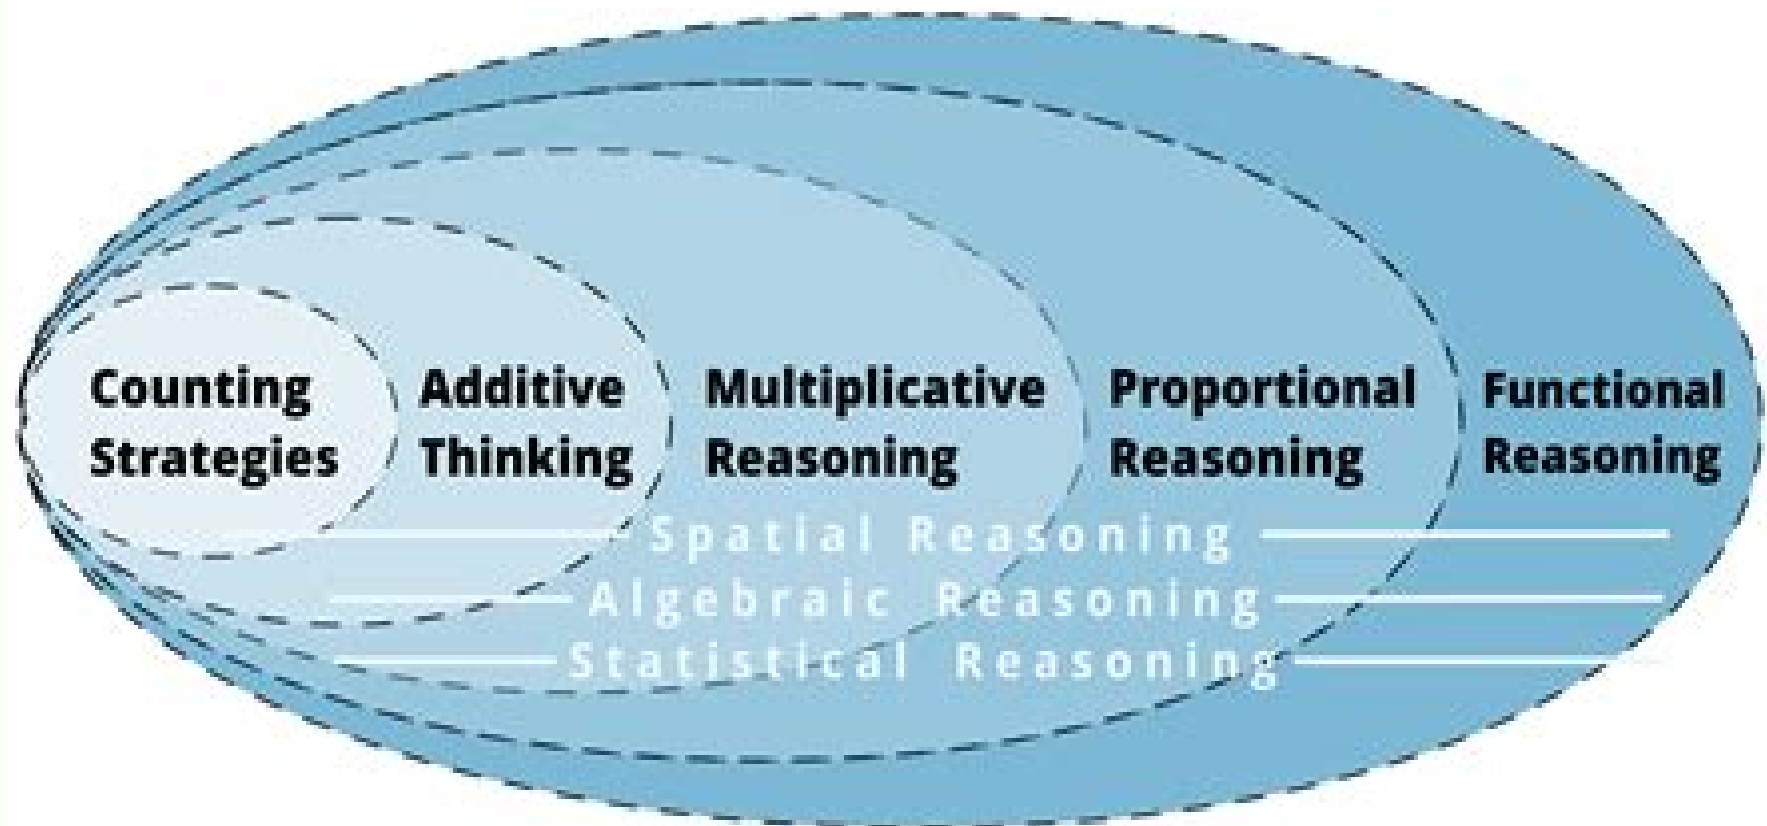 Counting
Strategies
Additive
Thinking
Multiplicative
Reasoning
Proportional
Reasoning
Functional
Reasoning
Spatial Reasoning
Algebraic Reasoning
Statistical Reasoning